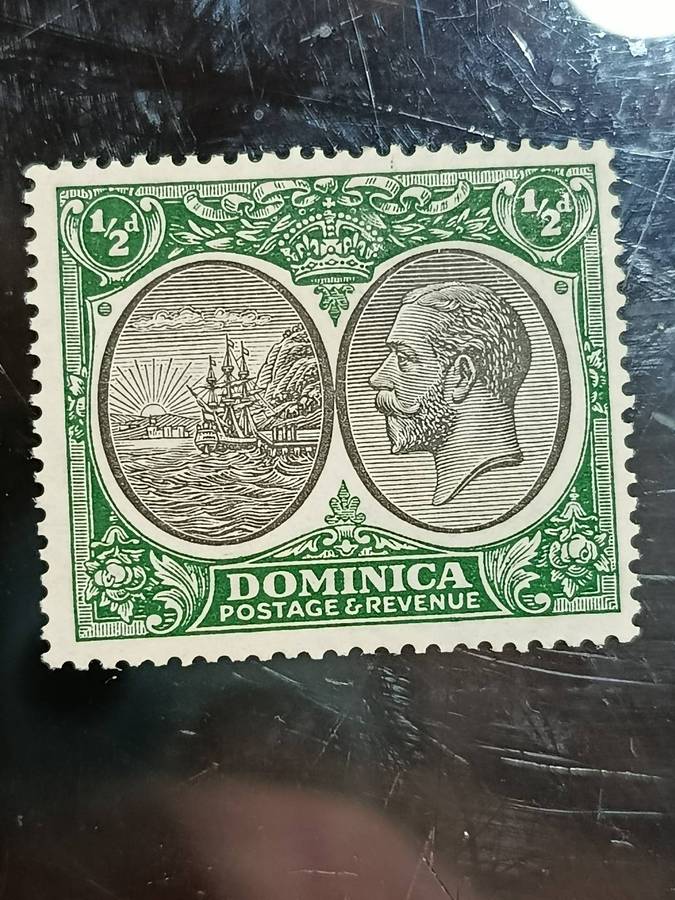 ½d ½d
DOMINICA
POSTAGE & REVENUE